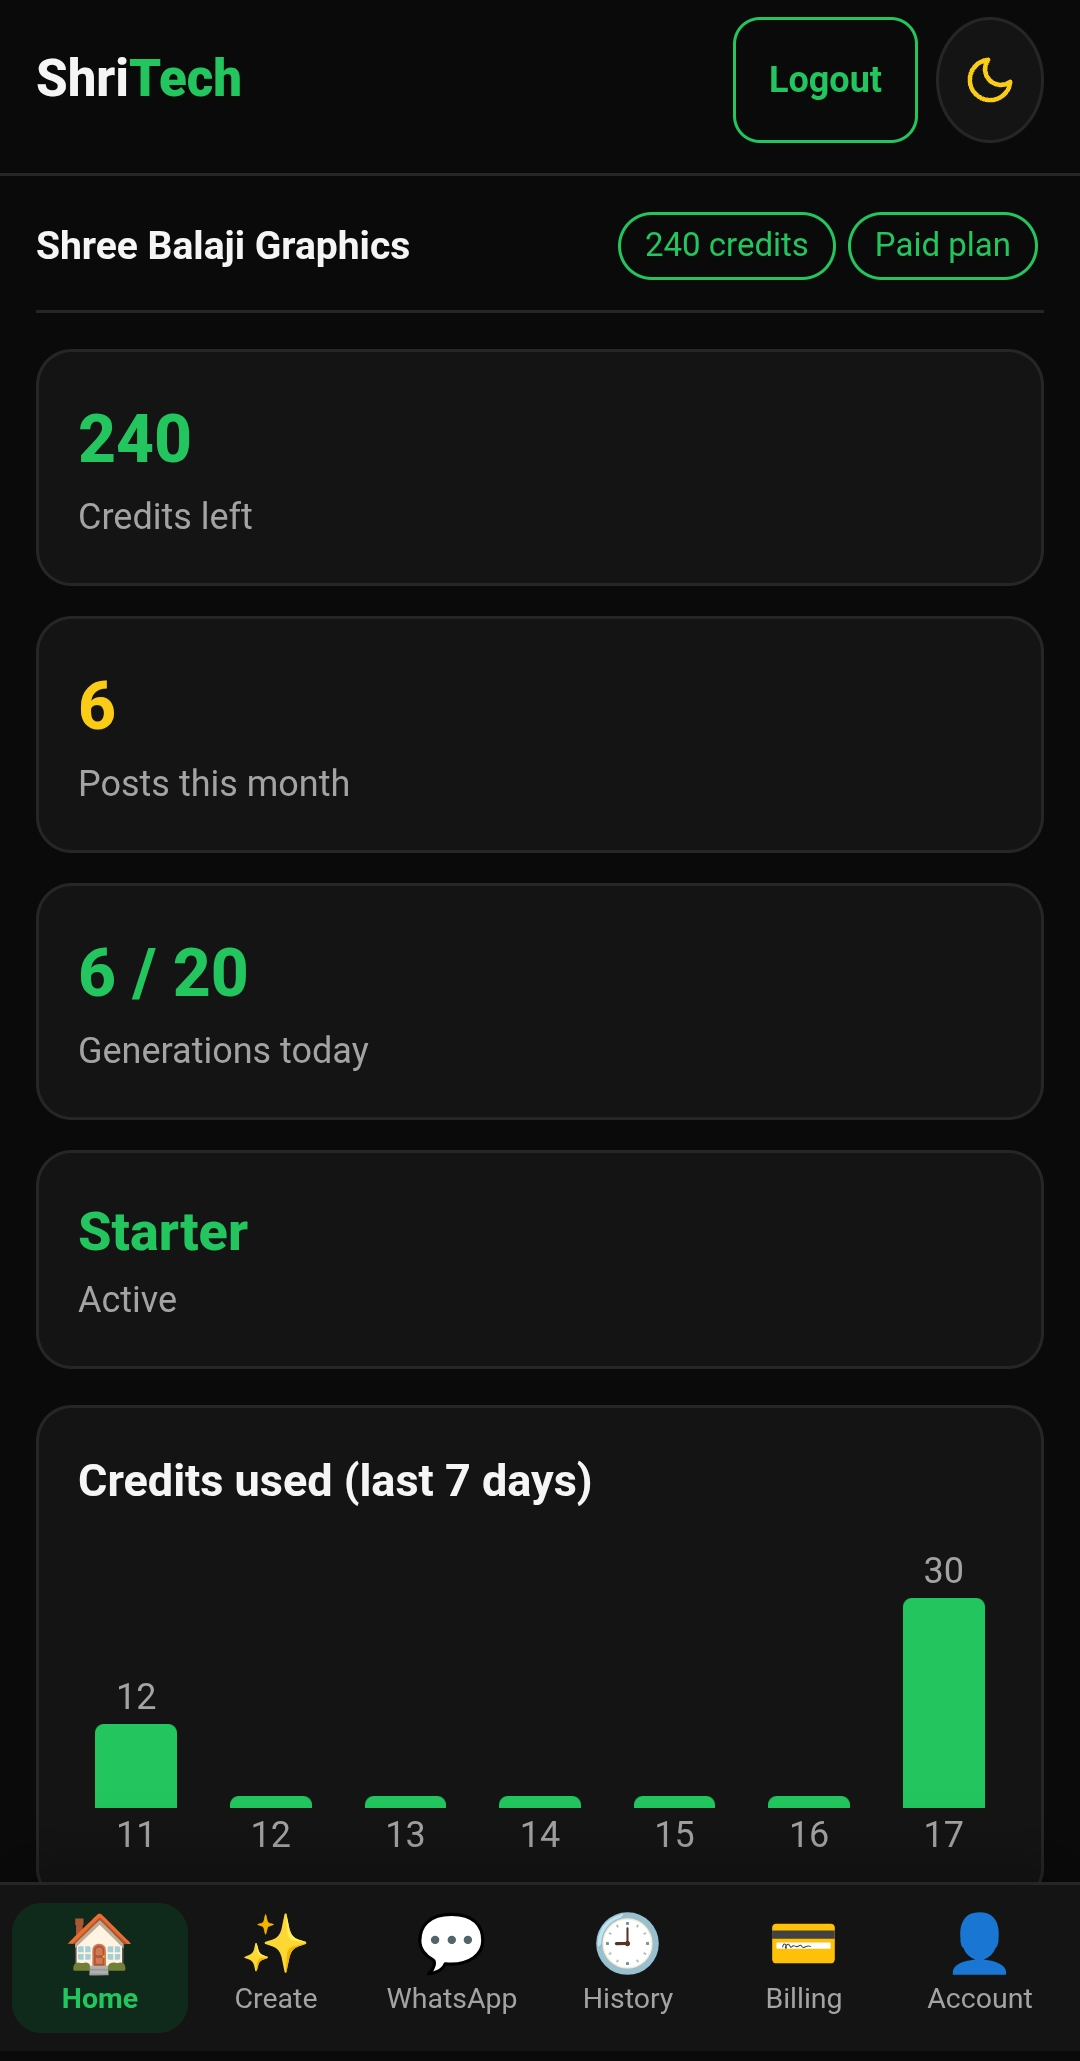 ShriTech
Logout
Shree Balaji Graphics
240 credits
Paid plan
240
Credits left
6
Posts this month
6 / 20
Generations today
Starter
Active
Credits used (last 7 days)
12
30
11 12 13 14 15 16 17
Home Create WhatsApp History Billing Account